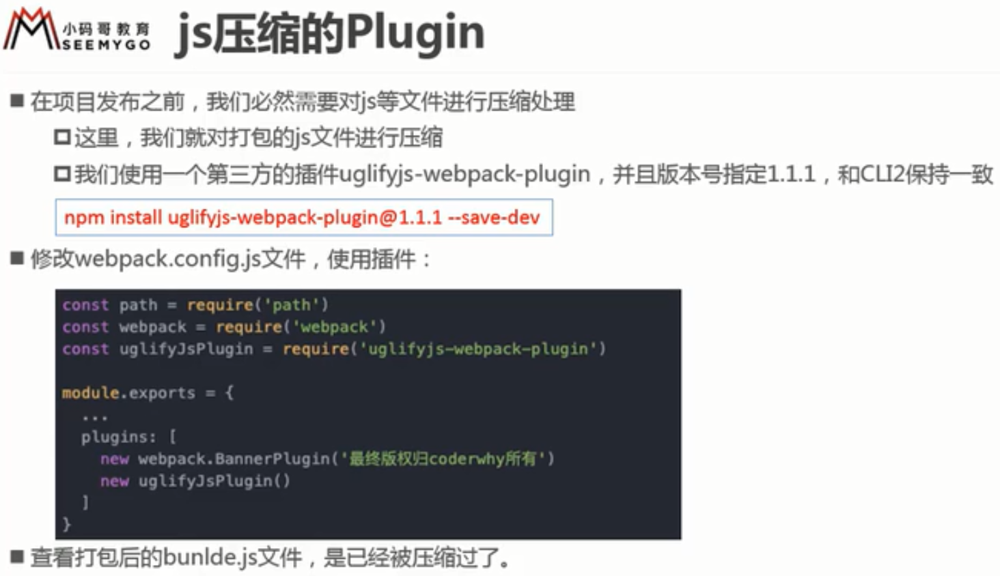 小码哥教育
SEEMYGO
js压缩的Plugin
在项目发布之前，我们必然需要对js等文件进行压缩处理
这里，我们就对打包的js文件进行压缩
我们使用一个第三方的插件uglifyjs-webpack-plugin，并且版本号指定1.1.1，和CLI2保持一致
npm install uglifyjs-webpack-plugin@1.1.1 --save-dev
修改webpack.config.js文件，使用插件：
const path = require('path')
const webpack = require('webpack')
const uglifyJsPlugin = require('uglifyjs-webpack-plugin')
module.exports = {
...
plugins: [
new webpack.BannerPlugin('最终版权归coderwhy所有')
new uglifyJsPlugin()
]
}
查看打包后的bunlde.js文件，是已经被压缩过了。